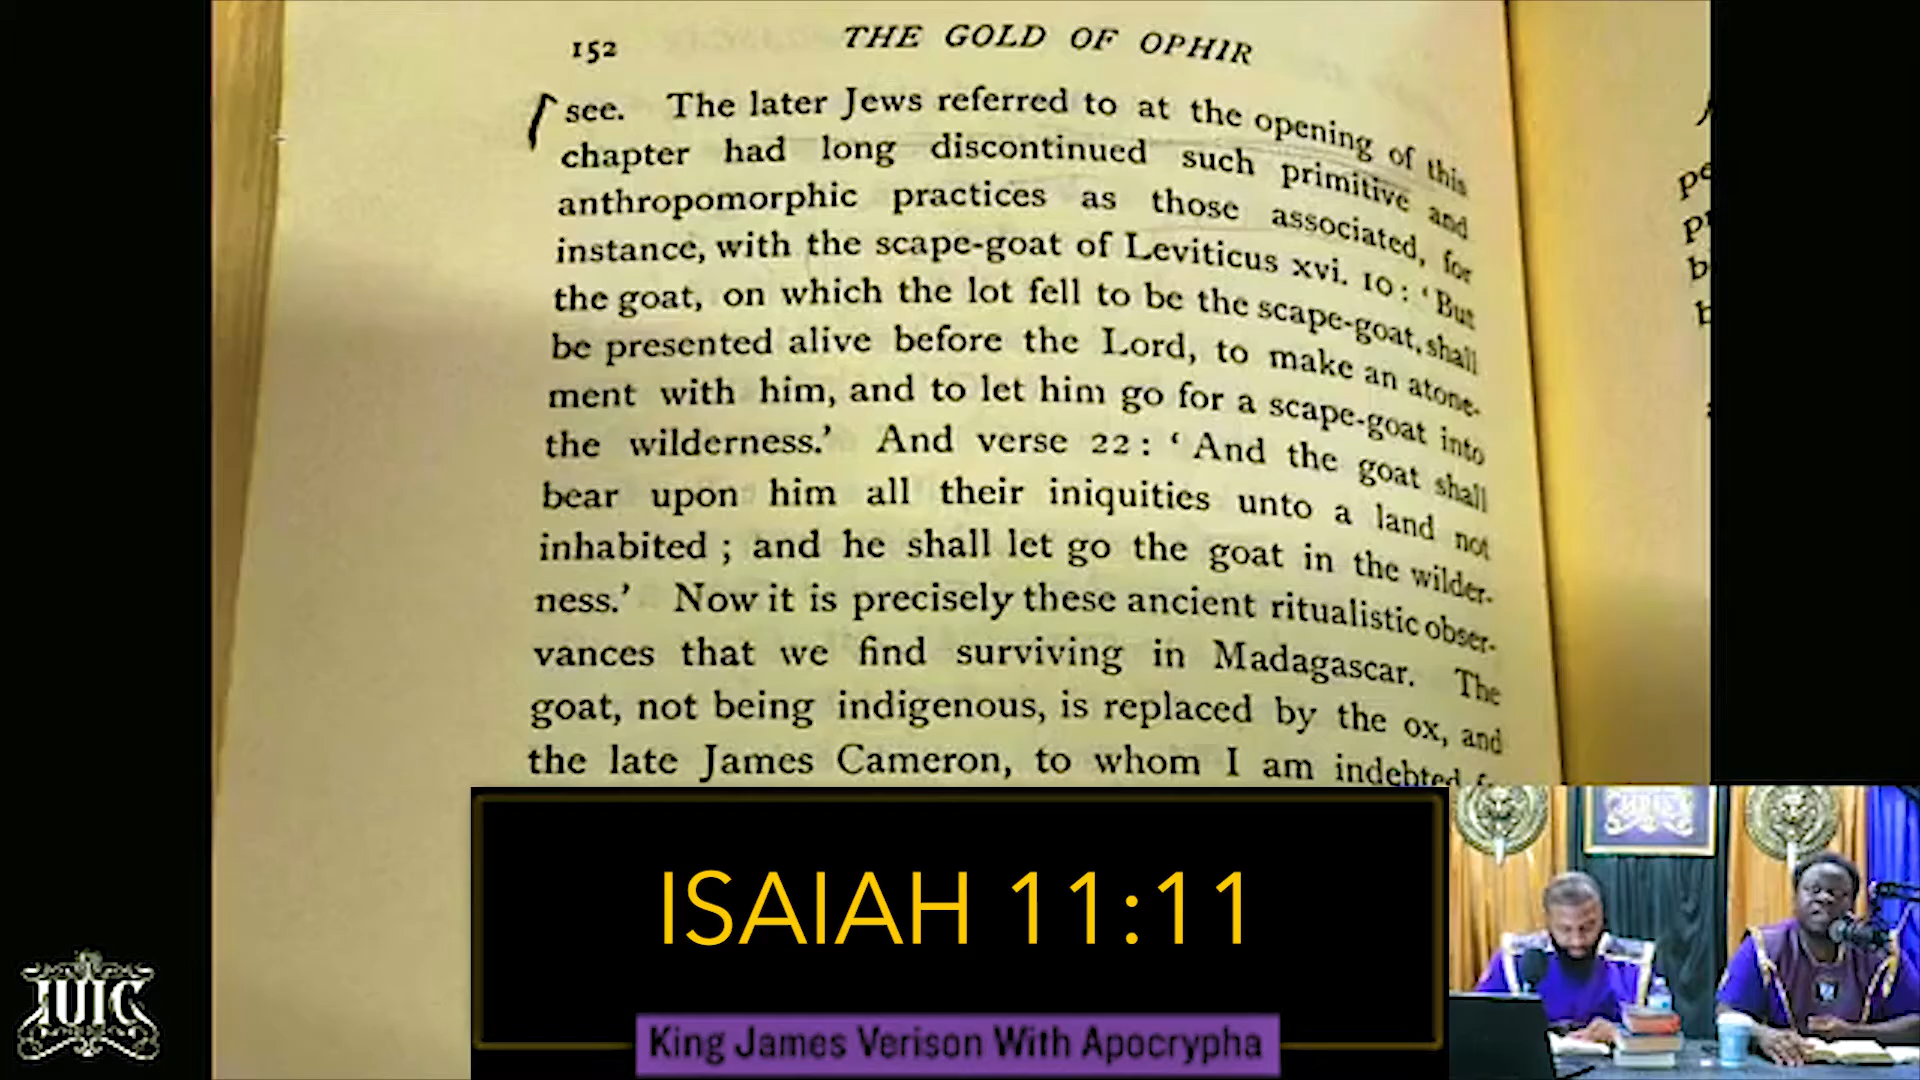 152 THE GOLD OF OPHIR
see. The later Jews referred to at the opening of this
chapter had long discontinued such primitive and
anthropomorphic practices as those associated, for
instance, with the scape-goat of Leviticus xvi. 10: ‘But
the goat, on which the lot fell to be the scape-goat, shall
be presented alive before the Lord, to make an atone-
ment with him, and to let him go for a scape-goat into
the wilderness.’ And verse 22: ‘And the goat shall
bear upon him all their iniquities unto a land not
inhabited; and he shall let go the goat in the wilder-
ness.’ Now it is precisely these ancient ritualistic obser-
vances that we find surviving in Madagascar. The
goat, not being indigenous, is replaced by the ox, and
the late James Cameron, to whom I am indebted
ISAIAH 11:11
King James Verison With Apocrypha
IUIC